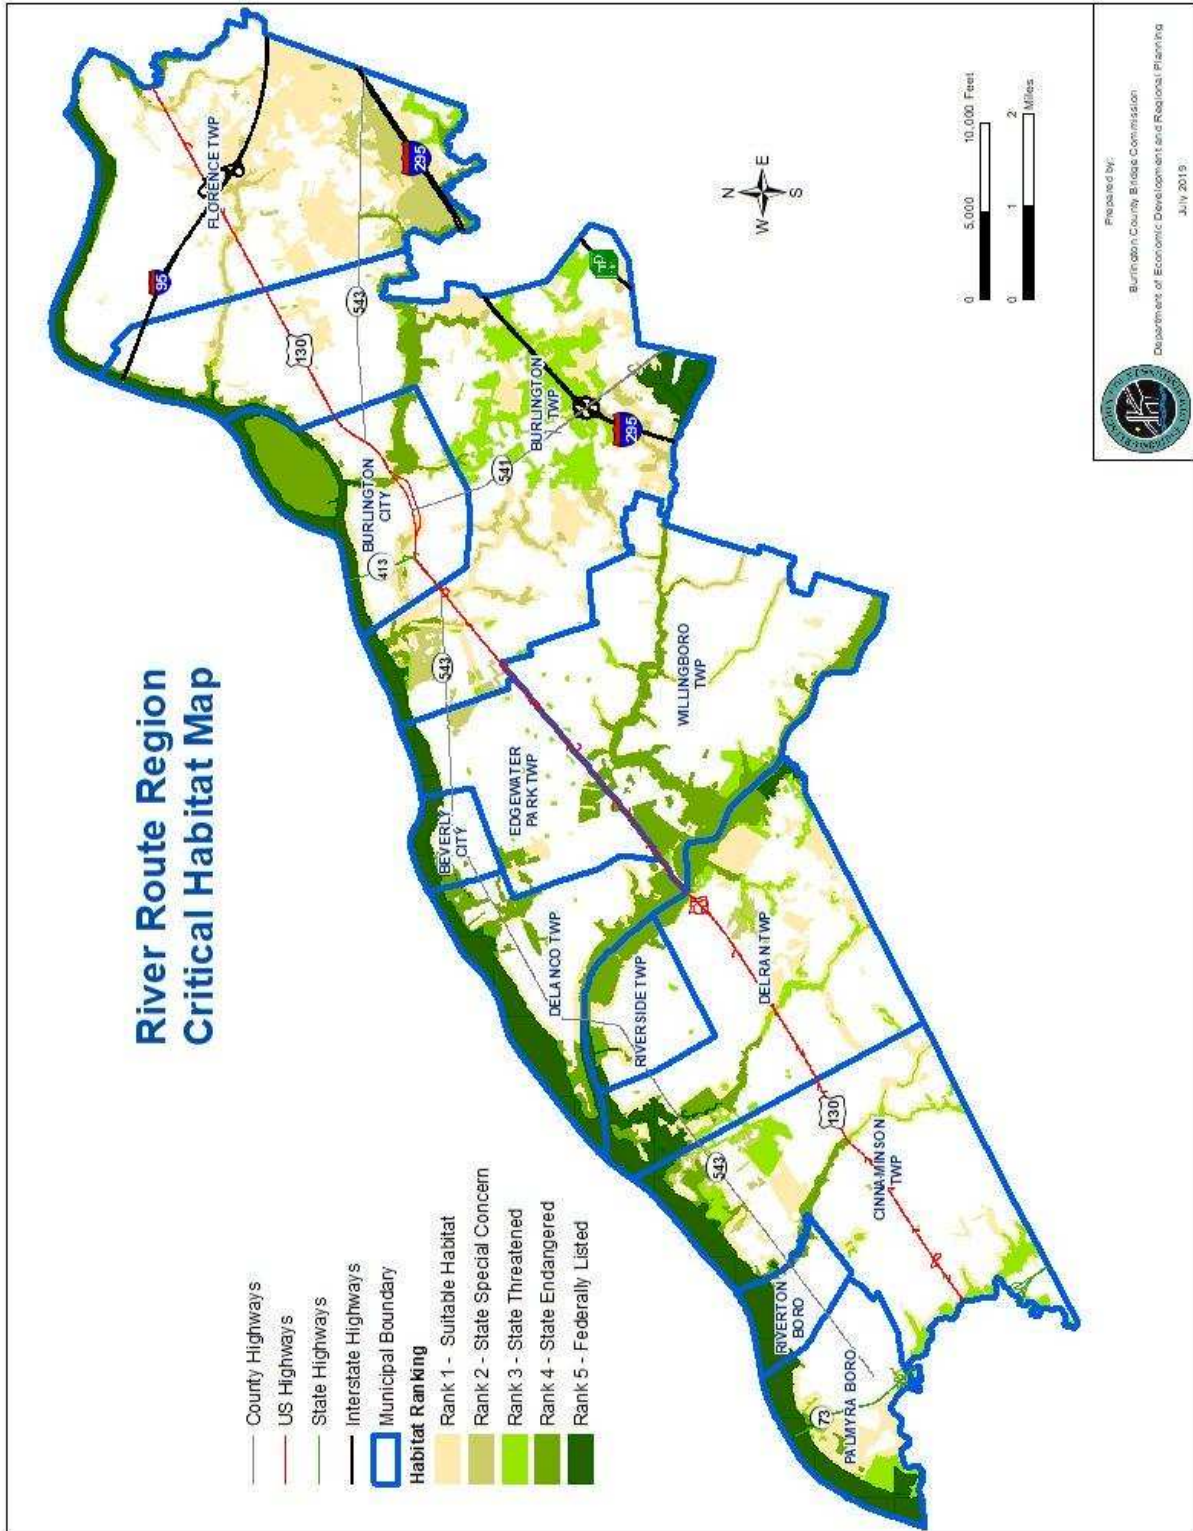 River Route Region
Critical Habitat Map
County Highways
US Highways
State Highways
Interstate Highways
Municipal Boundary
Habitat Ranking
Rank 1 - Suitable Habitat
Rank 2 - State Special Concern
Rank 3 - State Threatened
Rank 4 - State Endangered
Rank 5 - Federally Listed
FLORENCE TWP
95
295
130
543
BURLINGTON
CITY
413
541
BURLINGTON
TWP
295
543
WILLINGBORO
TWP
EDGEWATER
PARK TWP
BEVERLY
CITY
DELANCO TWP
RIVERSIDE TWP
DELRAN TWP
130
543
CINNAMINSON
TWP
RIVERTON
BORO
PALMYRA BORO
73
N
W
E
S
0 5,000 10,000 Feet
0 1 2 Miles
Prepared by:
Burlington County Bridge Commission
Department of Economic Development and Regional Planning
July 2019